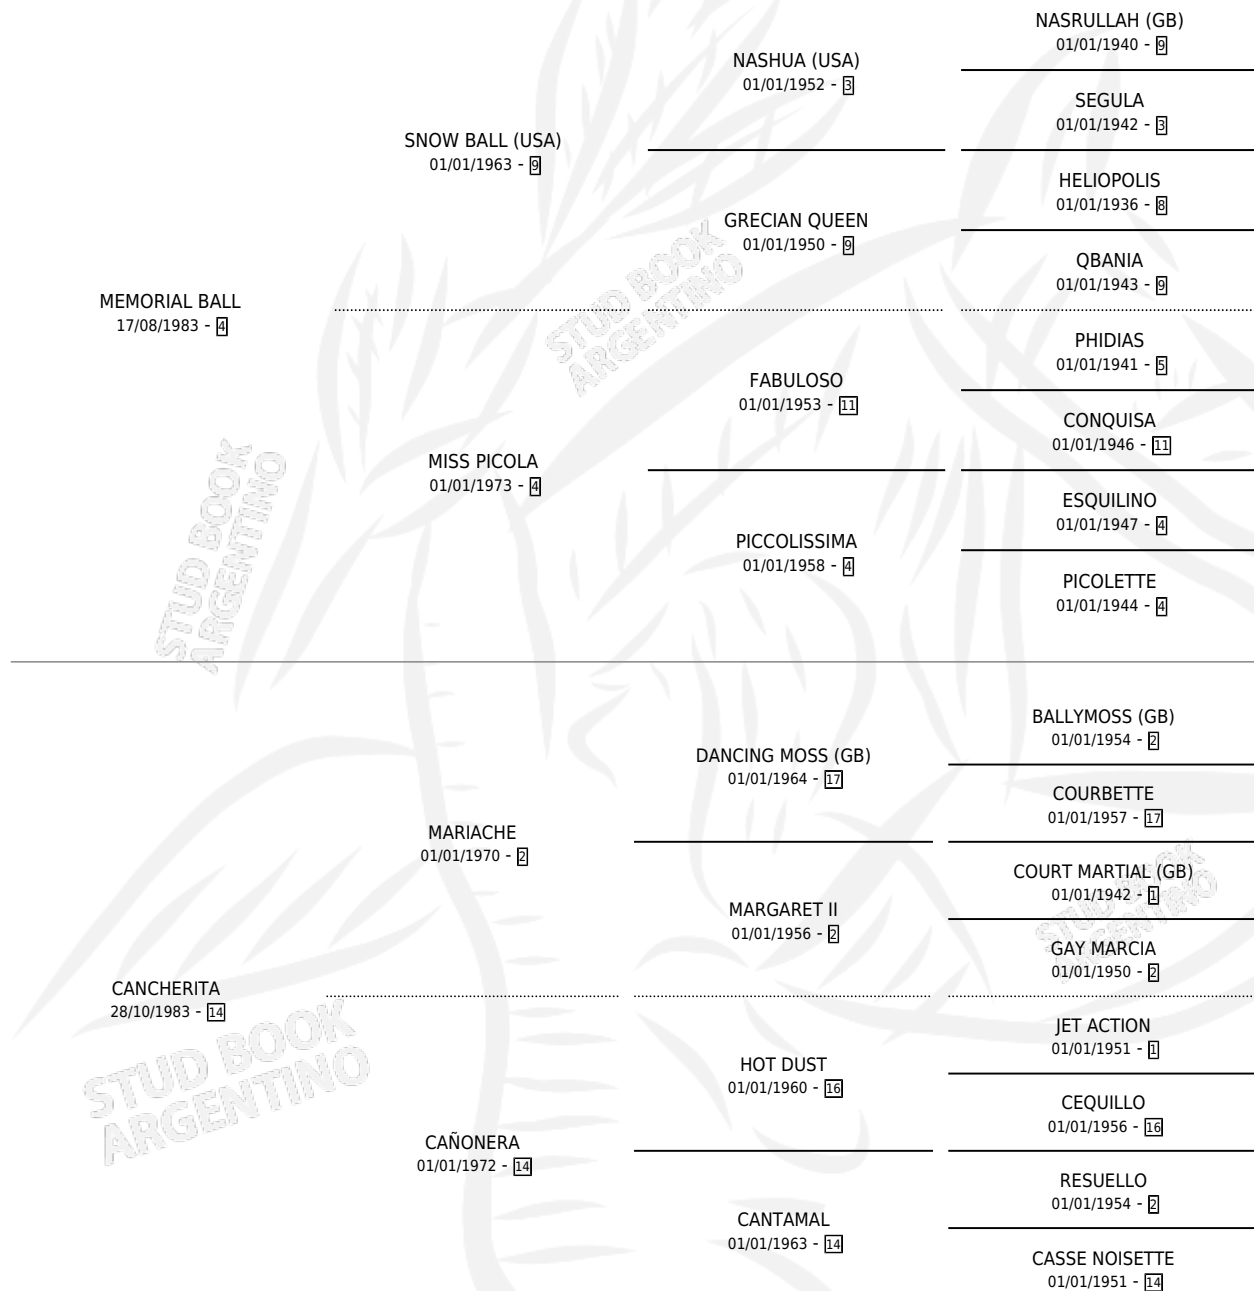 NASRULLAH (GB)
01/01/1940 - 9
NASHUA (USA)
01/01/1952 - 3
SEGULA
01/01/1942 - 3
SNOW BALL (USA)
01/01/1963 - 9
HELIOPOLIS
01/01/1936 - 8
GRECIAN QUEEN
01/01/1950 - 9
QBANIA
01/01/1943 - 9
MEMORIAL BALL
17/08/1983 - 4
PHIDIAS
01/01/1941 - 5
FABULOSO
01/01/1953 - 11
CONQUISA
01/01/1946 - 11
MISS PICOLA
01/01/1973 - 4
ESQUILINO
01/01/1947 - 4
PICCOLISSIMA
01/01/1958 - 4
PICOLETTE
01/01/1944 - 4
BALLYMOSS (GB)
01/01/1954 - 2
DANCING MOSS (GB)
01/01/1964 - 17
COURBETTE
01/01/1957 - 17
MARIACHE
01/01/1970 - 2
COURT MARTIAL (GB)
01/01/1942 - 1
MARGARET II
01/01/1956 - 2
GAY MARCIA
01/01/1950 - 2
CANCHERITA
28/10/1983 - 14
JET ACTION
01/01/1951 - 1
HOT DUST
01/01/1960 - 16
CEQUILLO
01/01/1956 - 16
CAÑONERA
01/01/1972 - 14
RESUELLO
01/01/1954 - 2
CANTAMAL
01/01/1963 - 14
CASSE NOISETTE
01/01/1951 - 14
STUD BOOK
ARGENTINO
STUD BOOK
ARGENTINO
STUD BOOK
ARGENTINO
STUD BOOK
ARGENTINO